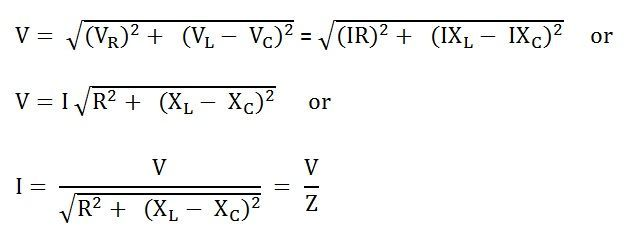 V = √((V_R)² + (V_L − V_C)²) = √((IR)² + (IX_L − IX_C)²) or
V = I √(R² + (X_L − X_C)²) or
I = V / √(R² + (X_L − X_C)²) = V / Z